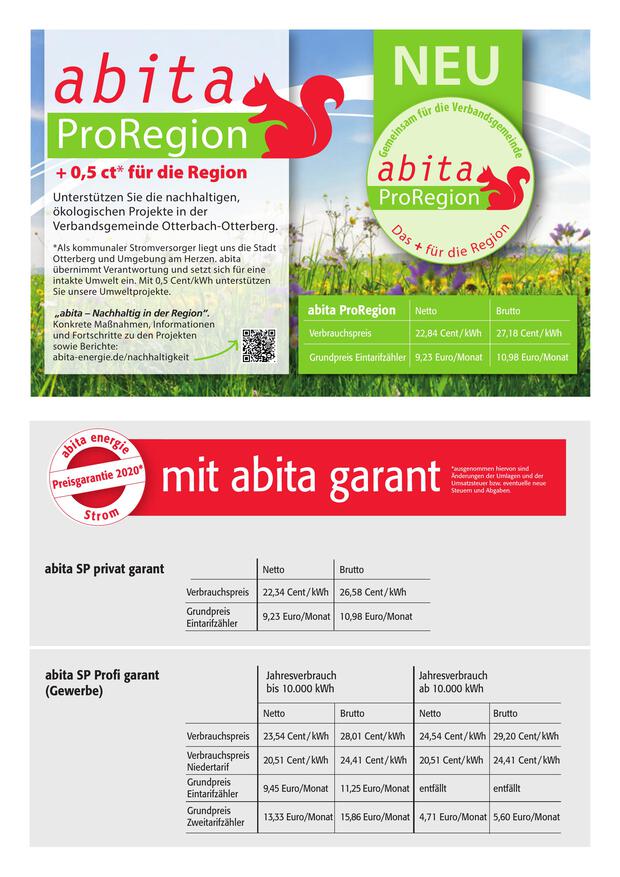 abita
ProRegion
+ 0,5 ct* für die Region
Unterstützen Sie die nachhaltigen,
ökologischen Projekte in der
Verbandsgemeinde Otterbach-Otterberg.
*Als kommunaler Stromversorger liegt uns die Stadt
Otterberg und Umgebung am Herzen. abita
übernimmt Verantwortung und setzt sich für eine
intakte Umwelt ein. Mit 0,5 Cent/kWh unterstützen
Sie unsere Umweltprojekte.
„abita – Nachhaltig in der Region“.
Konkrete Maßnahmen, Informationen
und Fortschritte zu den Projekten
sowie Berichte:
abita-energie.de/nachhaltigkeit
NEU
Gemeinsam für die Verbandsgemeinde
abita
ProRegion
Das + für die Region
abita ProRegion Netto Brutto
Verbrauchspreis 22,84 Cent/kWh 27,18 Cent/kWh
Grundpreis Eintarifzähler 9,23 Euro/Monat 10,98 Euro/Monat
abita energie
Preisgarantie 2020*
Strom
mit abita garant
*ausgenommen hiervon sind
Änderungen der Umlagen und der
Umsatzsteuer bzw. eventuelle neue
Steuern und Abgaben.
abita SP privat garant
Netto Brutto
Verbrauchspreis 22,34 Cent/kWh 26,58 Cent/kWh
Grundpreis
Eintarifzähler 9,23 Euro/Monat 10,98 Euro/Monat
abita SP Profi garant
(Gewerbe)
Jahresverbrauch
bis 10.000 kWh
Jahresverbrauch
ab 10.000 kWh
Netto Brutto Netto Brutto
Verbrauchspreis 23,54 Cent/kWh 28,01 Cent/kWh 24,54 Cent/kWh 29,20 Cent/kWh
Verbrauchspreis
Niedertarif 20,51 Cent/kWh 24,41 Cent/kWh 20,51 Cent/kWh 24,41 Cent/kWh
Grundpreis
Eintarifzähler 9,45 Euro/Monat 11,25 Euro/Monat entfällt entfällt
Grundpreis
Zweitarifzähler 13,33 Euro/Monat 15,86 Euro/Monat 4,71 Euro/Monat 5,60 Euro/Monat